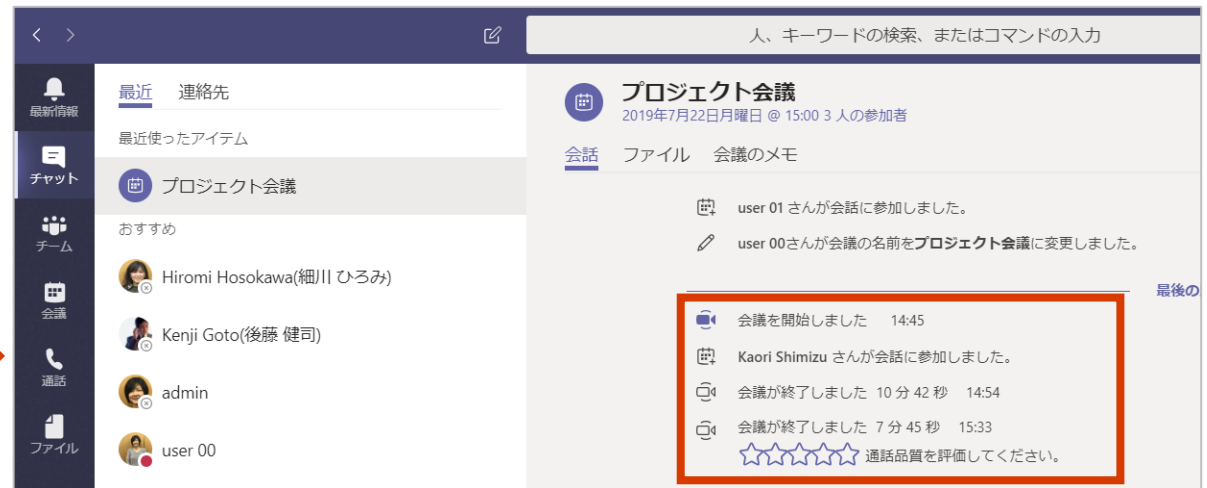 人、キーワードの検索、またはコマンドの入力
最新情報
チャット
チーム
会議
通話
ファイル
最近 連絡先
最近使ったアイテム
プロジェクト会議
おすすめ
Hiromi Hosokawa(細川 ひろみ)
Kenji Goto(後藤 健司)
admin
user 00
プロジェクト会議
2019年7月22日月曜日 @ 15:00 3 人の参加者
会話 ファイル 会議のメモ
user 01 さんが会話に参加しました。
user 00さんが会議の名前をプロジェクト会議に変更しました。
最後の
会議を開始しました 14:45
Kaori Shimizu さんが会話に参加しました。
会議が終了しました 10 分 42 秒 14:54
会議が終了しました 7 分 45 秒 15:33
通話品質を評価してください。